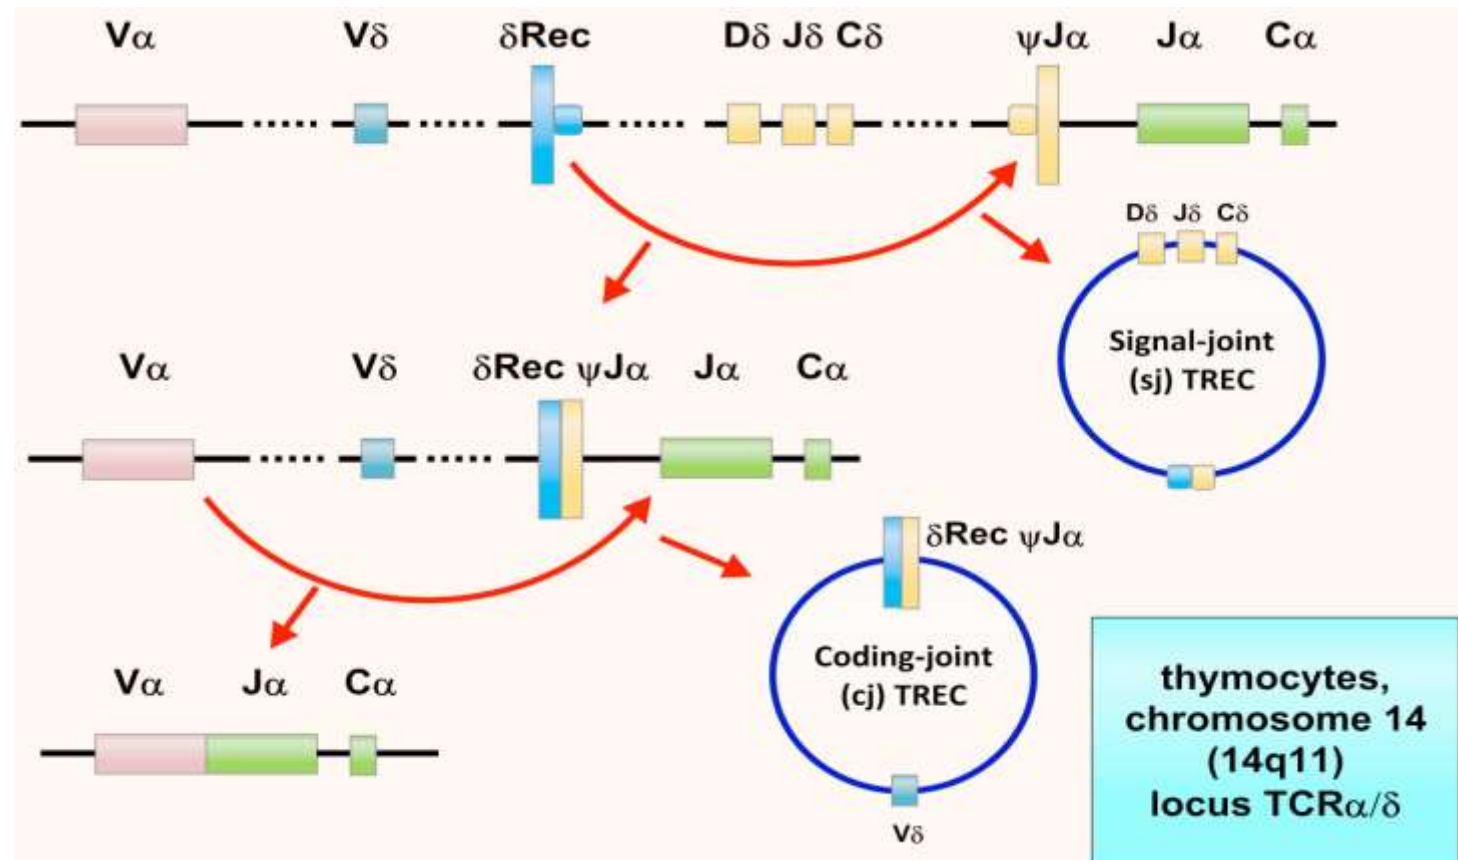 Vα Vδ δRec Dδ Jδ Cδ ψJα Jα Cα
Dδ Jδ Cδ
Signal-joint
(sj) TREC
Vα Vδ δRec ψJα Jα Cα
δRec ψJα
Coding-joint
(cj) TREC
Vδ
Vα Jα Cα
thymocytes,
chromosome 14
(14q11)
locus TCRα/δ